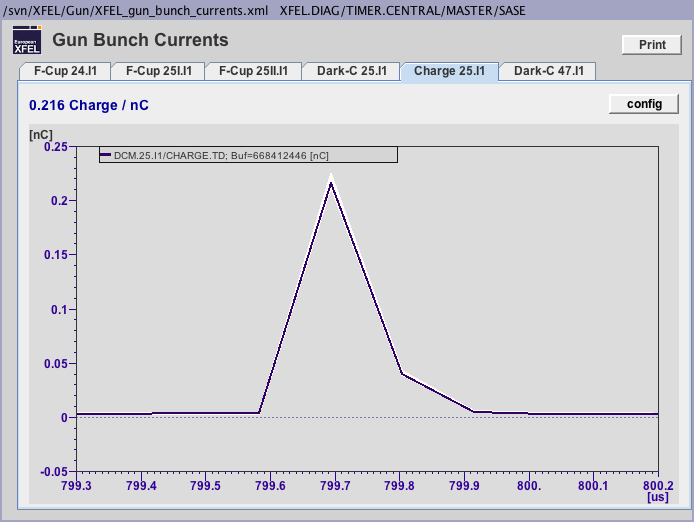 /svn/XFEL/Gun/XFEL_gun_bunch_currents.xml XFEL.DIAG/TIMER.CENTRAL/MASTER/SASE
European
XFEL
Gun Bunch Currents
Print
F-Cup 24.I1 F-Cup 25I.I1 F-Cup 25II.I1 Dark-C 25.I1 Charge 25.I1 Dark-C 47.I1
0.216 Charge / nC
config
[nC]
DCM.25.I1/CHARGE.TD; Buf=668412446 [nC]
0.25
0.2
0.15
0.1
0.05
0
-0.05
799.3 799.4 799.5 799.6 799.7 799.8 799.9 800. 800.1 800.2
[us]